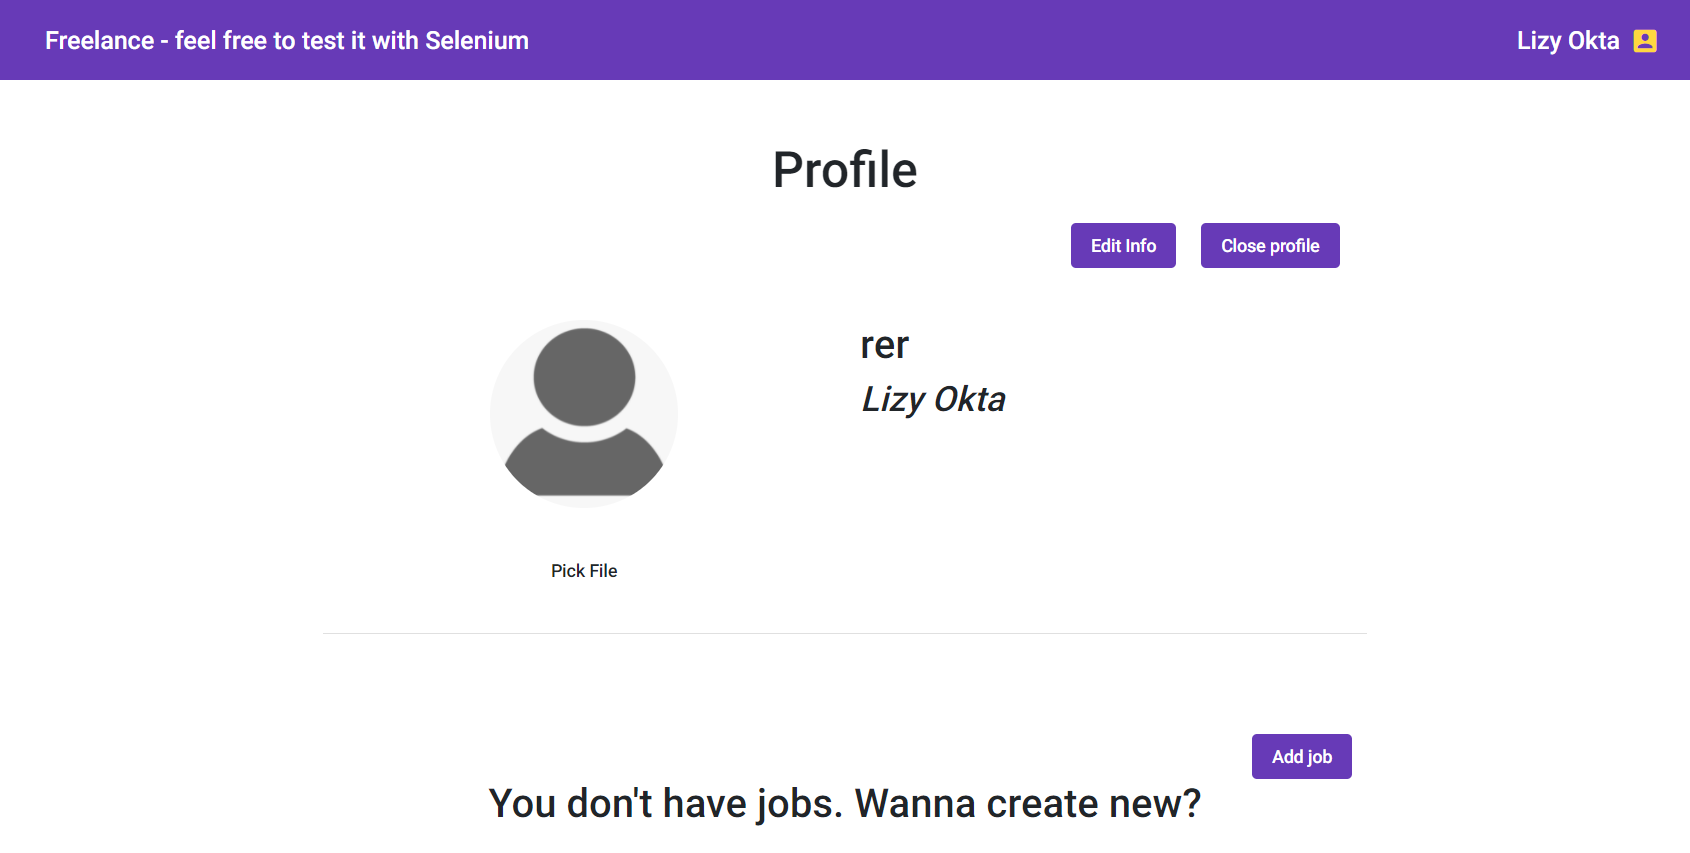 Freelance - feel free to test it with Selenium
Lizy Okta
Profile
Edit Info
Close profile
rer
Lizy Okta
Pick File
Add job
You don't have jobs. Wanna create new?